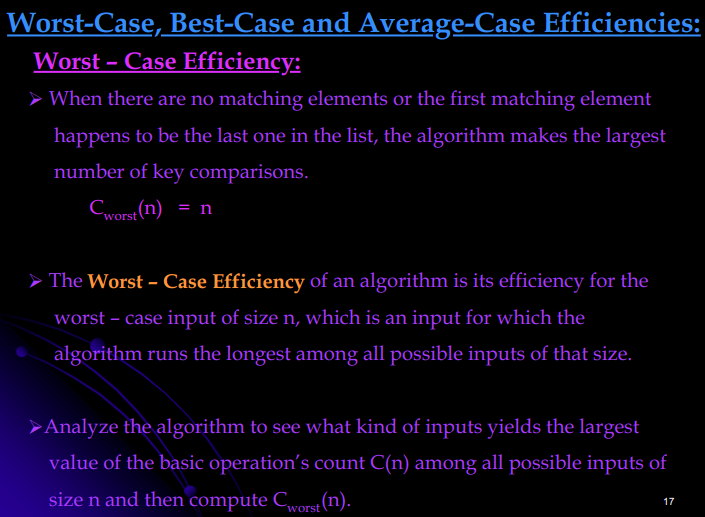 Worst-Case, Best-Case and Average-Case Efficiencies:
Worst – Case Efficiency:
➢ When there are no matching elements or the first matching element
happens to be the last one in the list, the algorithm makes the largest
number of key comparisons.
Cworst(n) = n
➢ The Worst – Case Efficiency of an algorithm is its efficiency for the
worst – case input of size n, which is an input for which the
algorithm runs the longest among all possible inputs of that size.
➢Analyze the algorithm to see what kind of inputs yields the largest
value of the basic operation’s count C(n) among all possible inputs of
size n and then compute Cworst(n).
17